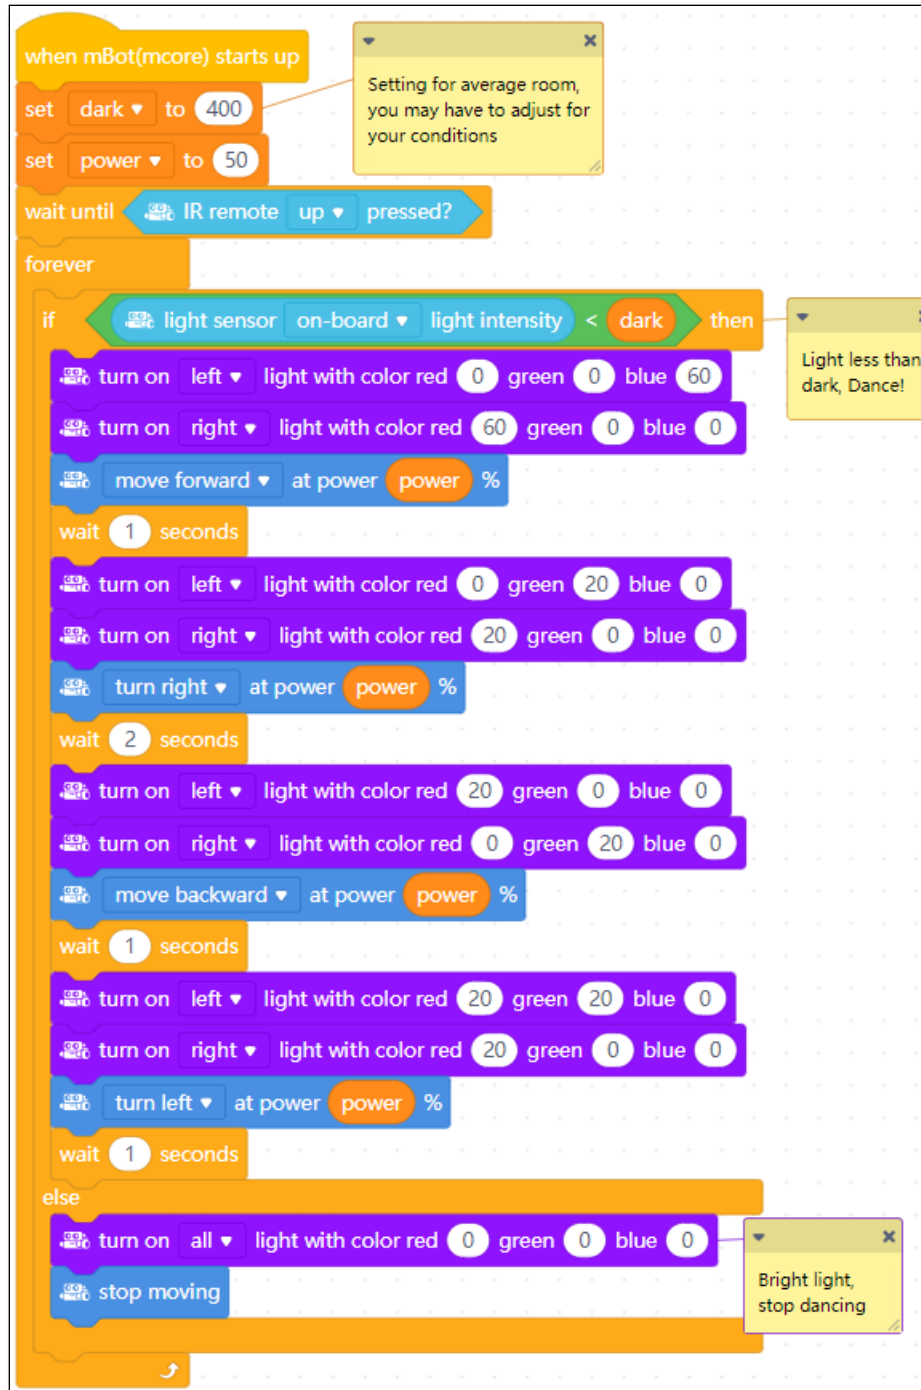 when mBot(mcore) starts up
set dark to 400
Setting for average room,
you may have to adjust for
your conditions
set power to 50
wait until IR remote up pressed?
forever
if light sensor on-board light intensity < dark then
Light less than
dark, Dance!
turn on left light with color red 0 green 0 blue 60
turn on right light with color red 60 green 0 blue 0
move forward at power power %
wait 1 seconds
turn on left light with color red 0 green 20 blue 0
turn on right light with color red 20 green 0 blue 0
turn right at power power %
wait 2 seconds
turn on left light with color red 20 green 0 blue 0
turn on right light with color red 0 green 20 blue 0
move backward at power power %
wait 1 seconds
turn on left light with color red 20 green 20 blue 0
turn on right light with color red 20 green 0 blue 0
turn left at power power %
wait 1 seconds
else
turn on all light with color red 0 green 0 blue 0
stop moving
Bright light,
stop dancing